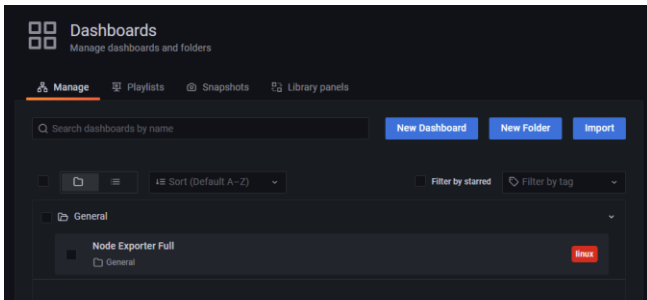 Dashboards
Manage dashboards and folders
Manage Playlists Snapshots Library panels
Search dashboards by name New Dashboard New Folder Import
Sort (Default A–Z) Filter by starred Filter by tag
General
Node Exporter Full
General linux